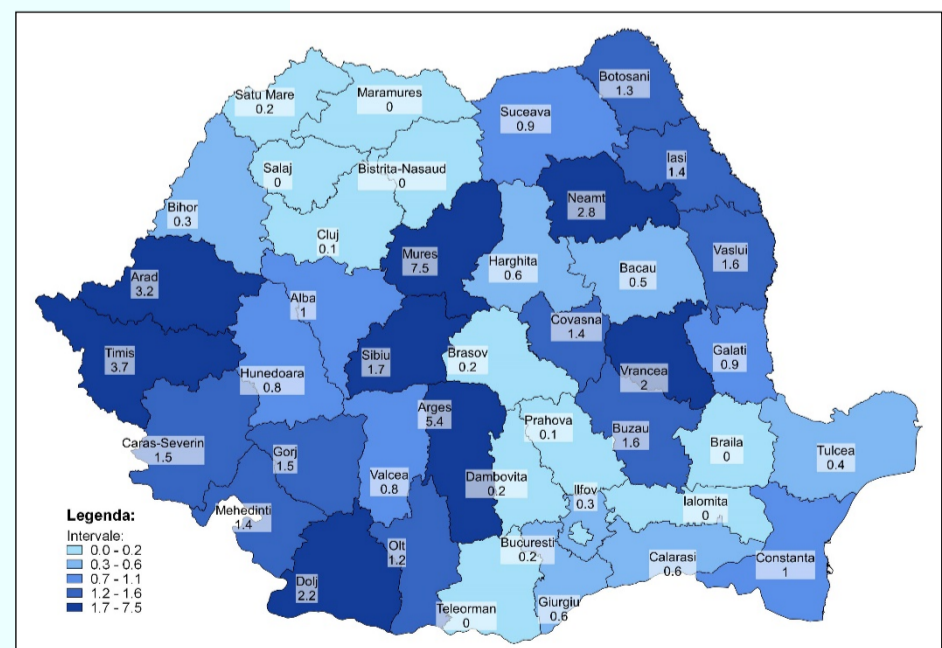 Botosani
1.3
Satu Mare
0.2
Maramures
0
Suceava
0.9
Iasi
1.4
Salaj
0
Bistrita-Nasaud
0
Neamt
2.8
Bihor
0.3
Cluj
0.1
Mures
7.5
Harghita
0.6
Bacau
0.5
Vaslui
1.6
Arad
3.2
Alba
1
Covasna
1.4
Timis
3.7
Hunedoara
0.8
Sibiu
1.7
Brasov
0.2
Vrancea
2
Galati
0.9
Arges
5.4
Prahova
0.1
Buzau
1.6
Braila
0
Tulcea
0.4
Caras-Severin
1.5
Gorj
1.5
Valcea
0.8
Dambovita
0.2
Ilfov
0.3
Ialomita
0
Mehedinti
1.4
Olt
1.2
Bucuresti
0.2
Calarasi
0.6
Constanta
1
Dolj
2.2
Teleorman
0
Giurgiu
0.6
Legenda:
Intervale:
0.0 - 0.2
0.3 - 0.6
0.7 - 1.1
1.2 - 1.6
1.7 - 7.5